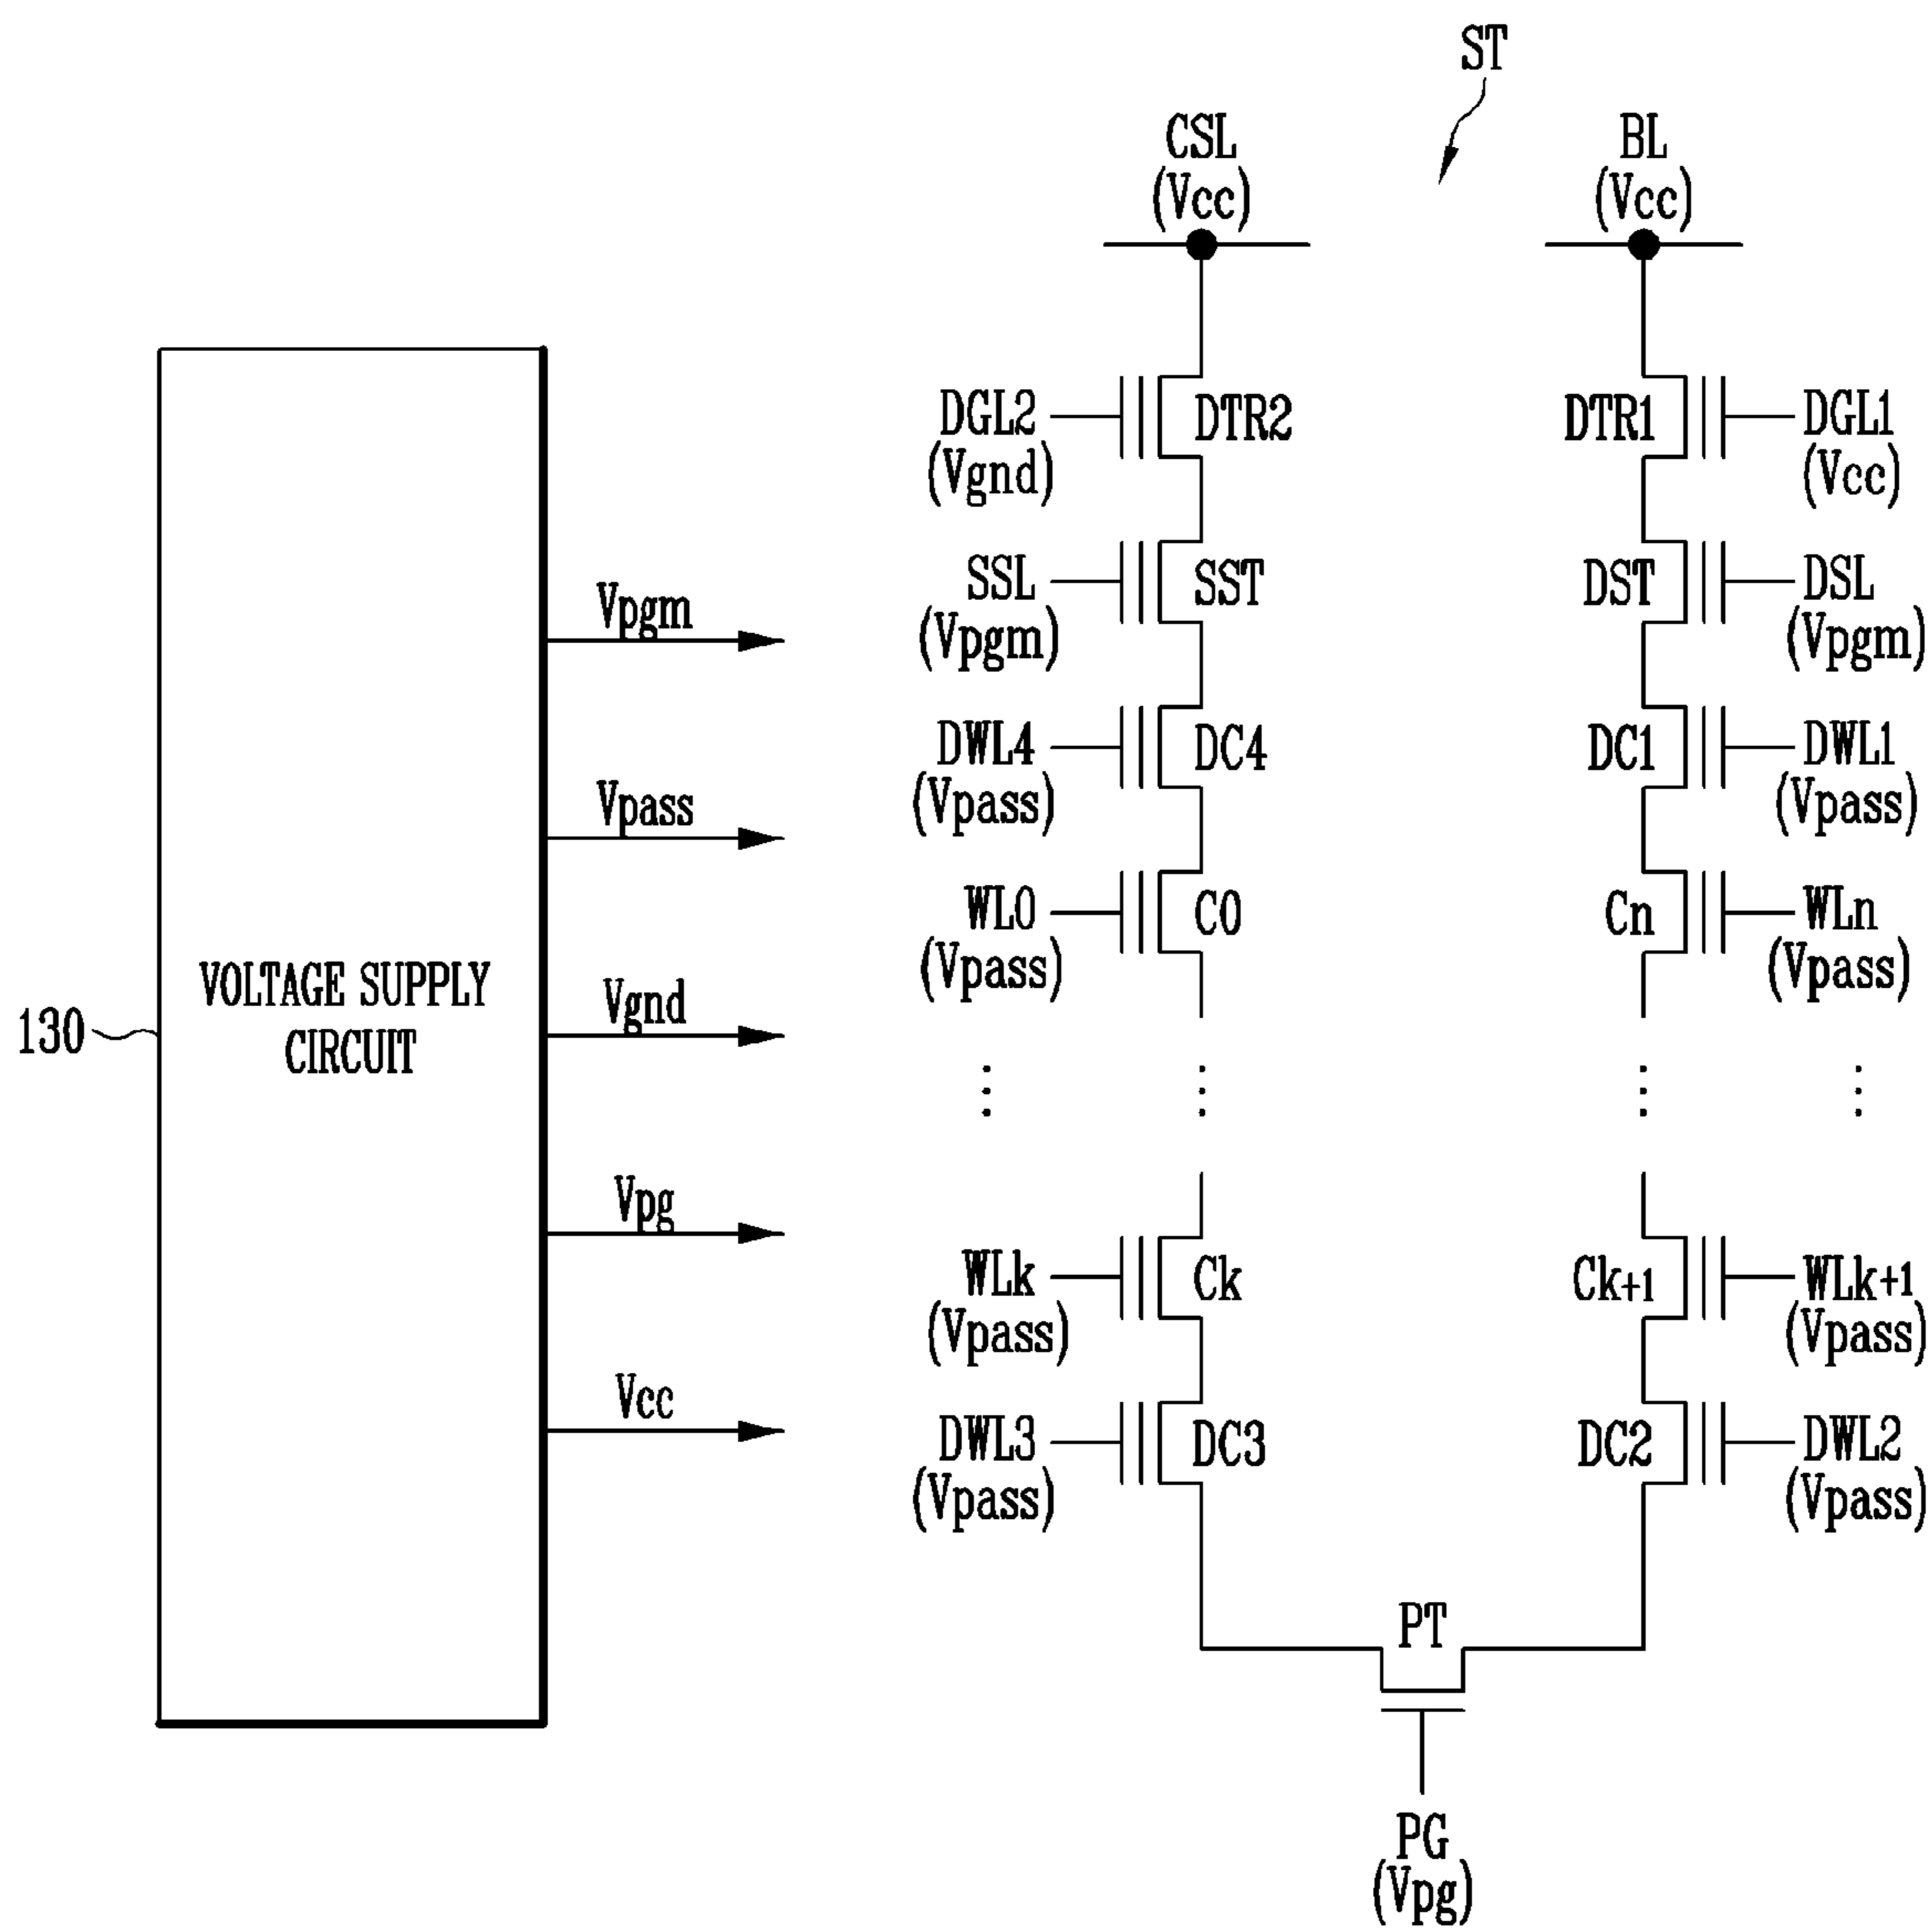 ST
CSL
(Vcc)
BL
(Vcc)
DGL2
(Vgnd)
DTR2
DTR1
DGL1
(Vcc)
SSL
(Vpgm)
SST
DST
DSL
(Vpgm)
DWL4
(Vpass)
DC4
DC1
DWL1
(Vpass)
WL0
(Vpass)
C0
Cn
WLn
(Vpass)
WLk
(Vpass)
Ck
Ck+1
WLk+1
(Vpass)
DWL3
(Vpass)
DC3
DC2
DWL2
(Vpass)
PT
PG
(Vpg)
130
VOLTAGE SUPPLY
CIRCUIT
Vpgm
Vpass
Vgnd
Vpg
Vcc